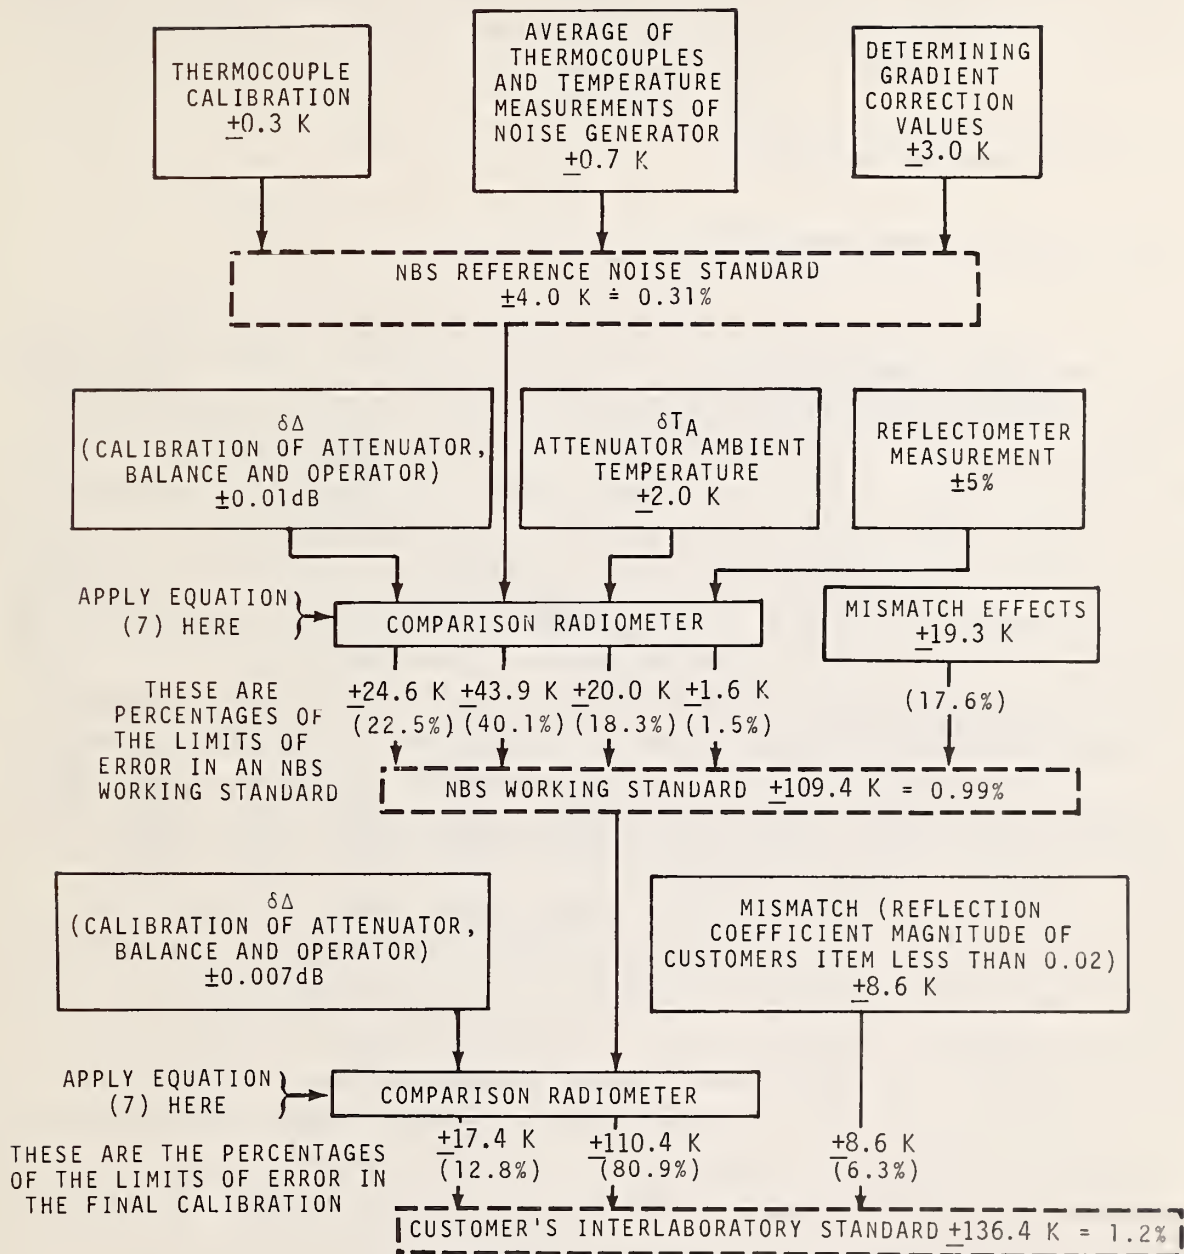 THERMOCOUPLE
CALIBRATION
±0.3 K
AVERAGE OF
THERMOCOUPLES
AND TEMPERATURE
MEASUREMENTS OF
NOISE GENERATOR
±0.7 K
DETERMINING
GRADIENT
CORRECTION
VALUES
±3.0 K
NBS REFERENCE NOISE STANDARD
±4.0 K ≐ 0.31%
δΔ
(CALIBRATION OF ATTENUATOR,
BALANCE AND OPERATOR)
±0.01dB
δTA
ATTENUATOR AMBIENT
TEMPERATURE
±2.0 K
REFLECTOMETER
MEASUREMENT
±5%
APPLY EQUATION
(7) HERE
COMPARISON RADIOMETER
MISMATCH EFFECTS
±19.3 K
THESE ARE
PERCENTAGES OF
THE LIMITS OF
ERROR IN AN NBS
WORKING STANDARD
±24.6 K ±43.9 K ±20.0 K ±1.6 K
(22.5%) (40.1%) (18.3%) (1.5%)
(17.6%)
NBS WORKING STANDARD ±109.4 K = 0.99%
δΔ
(CALIBRATION OF ATTENUATOR,
BALANCE AND OPERATOR)
±0.007dB
MISMATCH (REFLECTION
COEFFICIENT MAGNITUDE OF
CUSTOMERS ITEM LESS THAN 0.02)
±8.6 K
APPLY EQUATION
(7) HERE
COMPARISON RADIOMETER
THESE ARE THE PERCENTAGES
OF THE LIMITS OF ERROR IN
THE FINAL CALIBRATION
±17.4 K ±110.4 K ±8.6 K
(12.8%) (80.9%) (6.3%)
CUSTOMER'S INTERLABORATORY STANDARD ±136.4 K = 1.2%